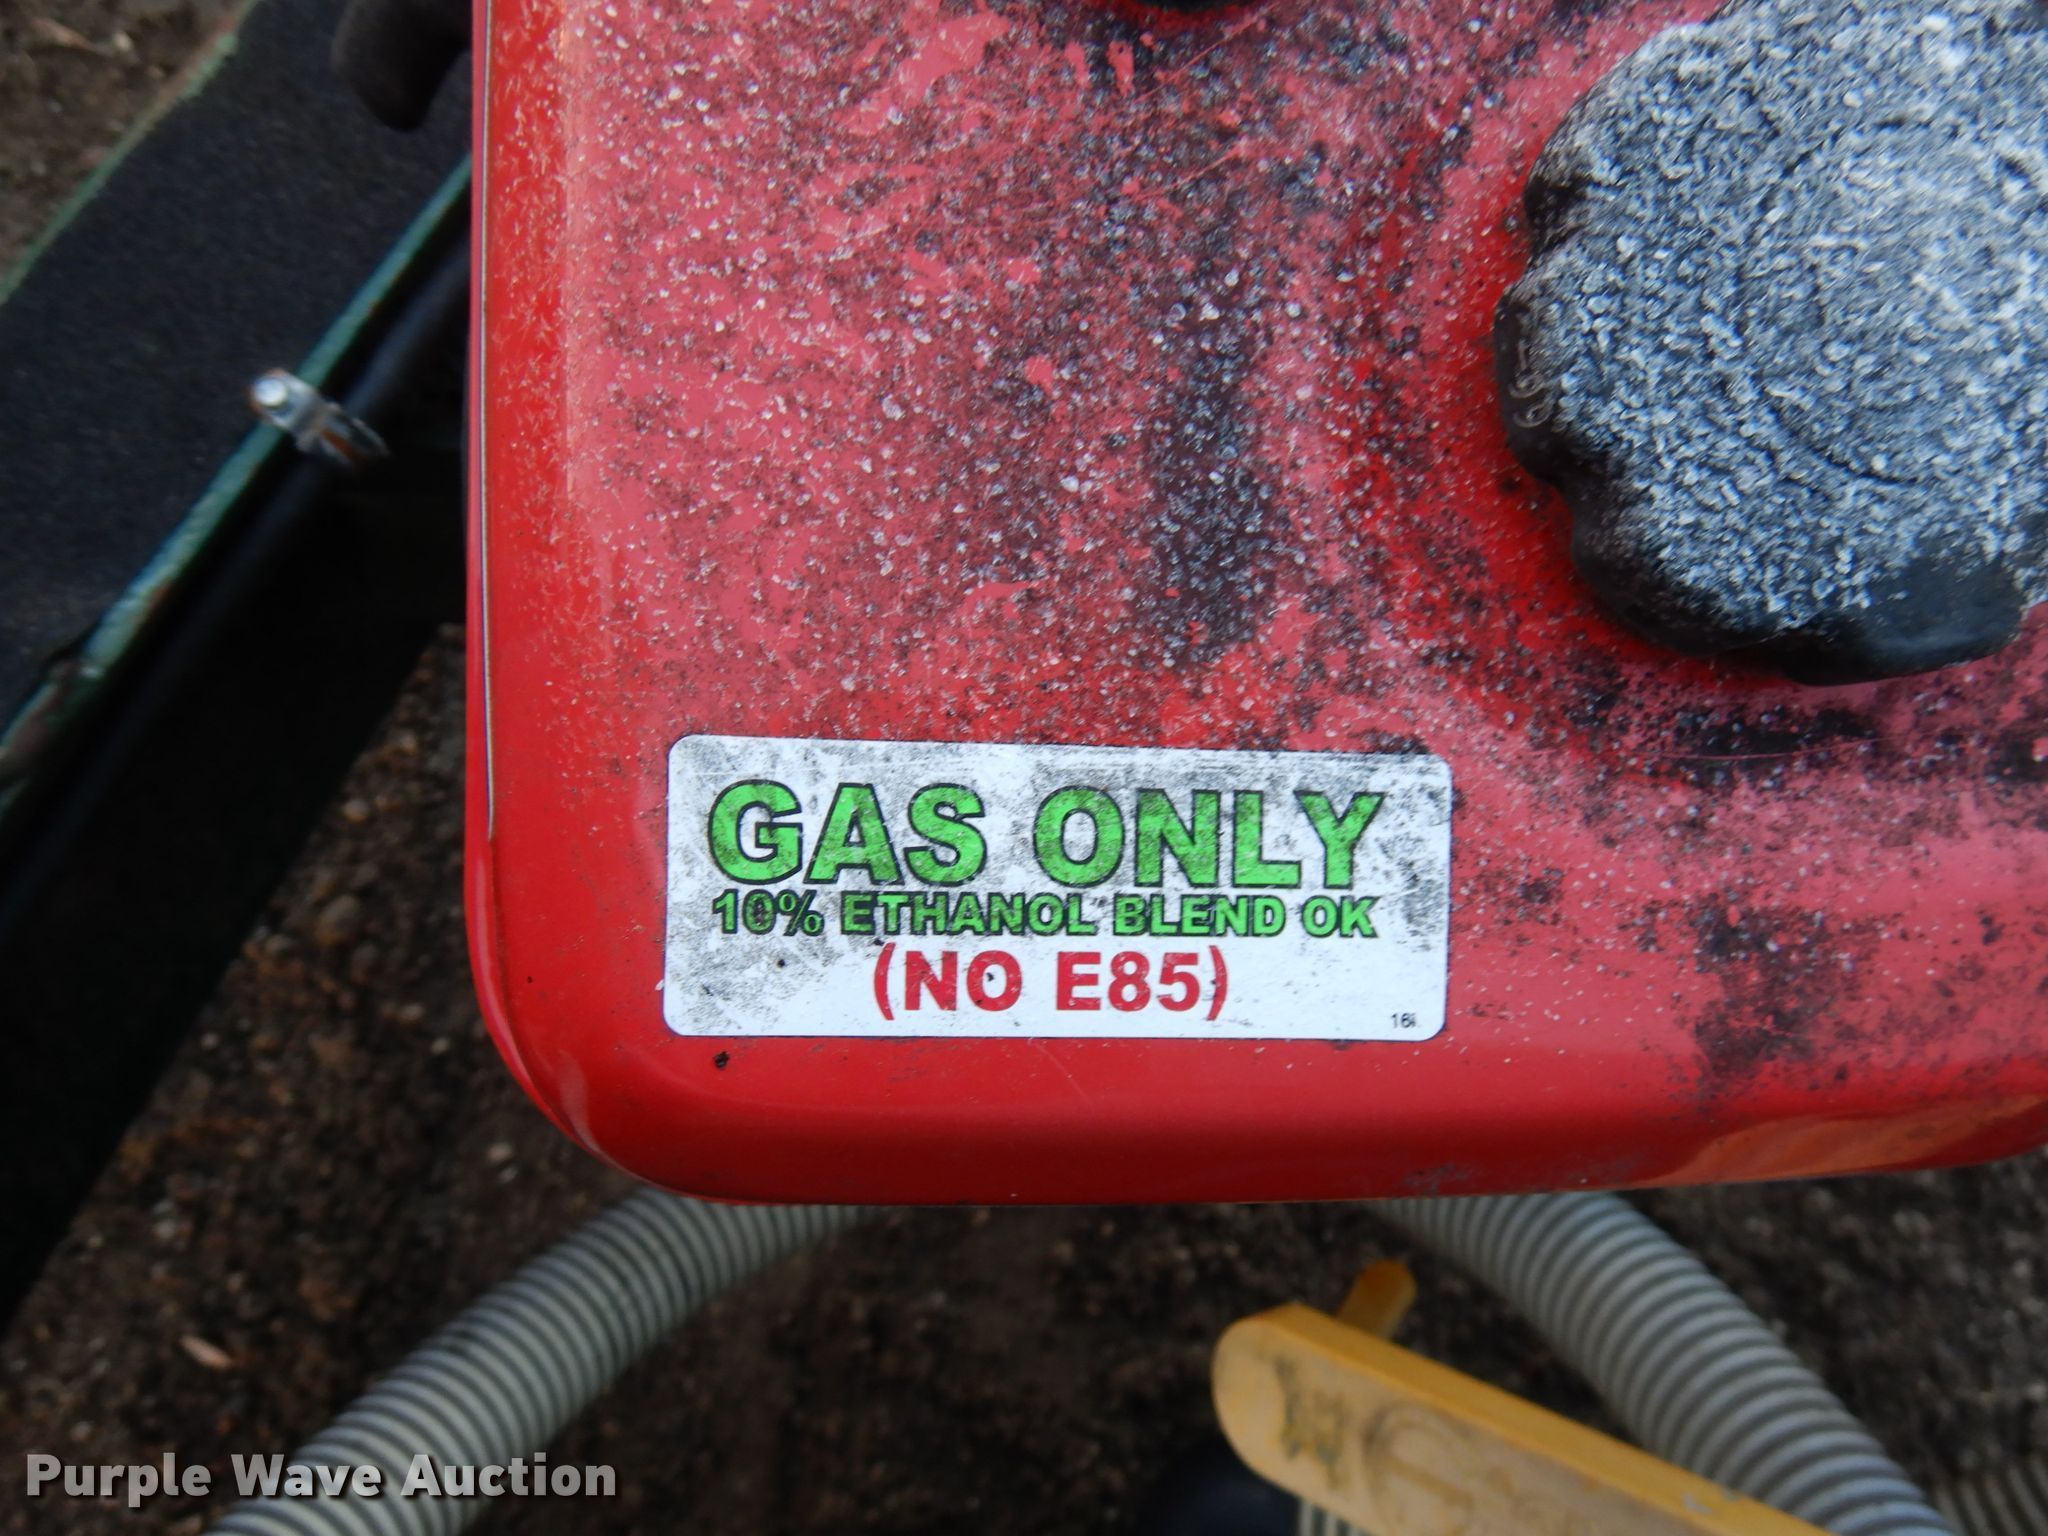 GAS ONLY
10% ETHANOL BLEND OK
(NO E85)
Purple Wave Auction